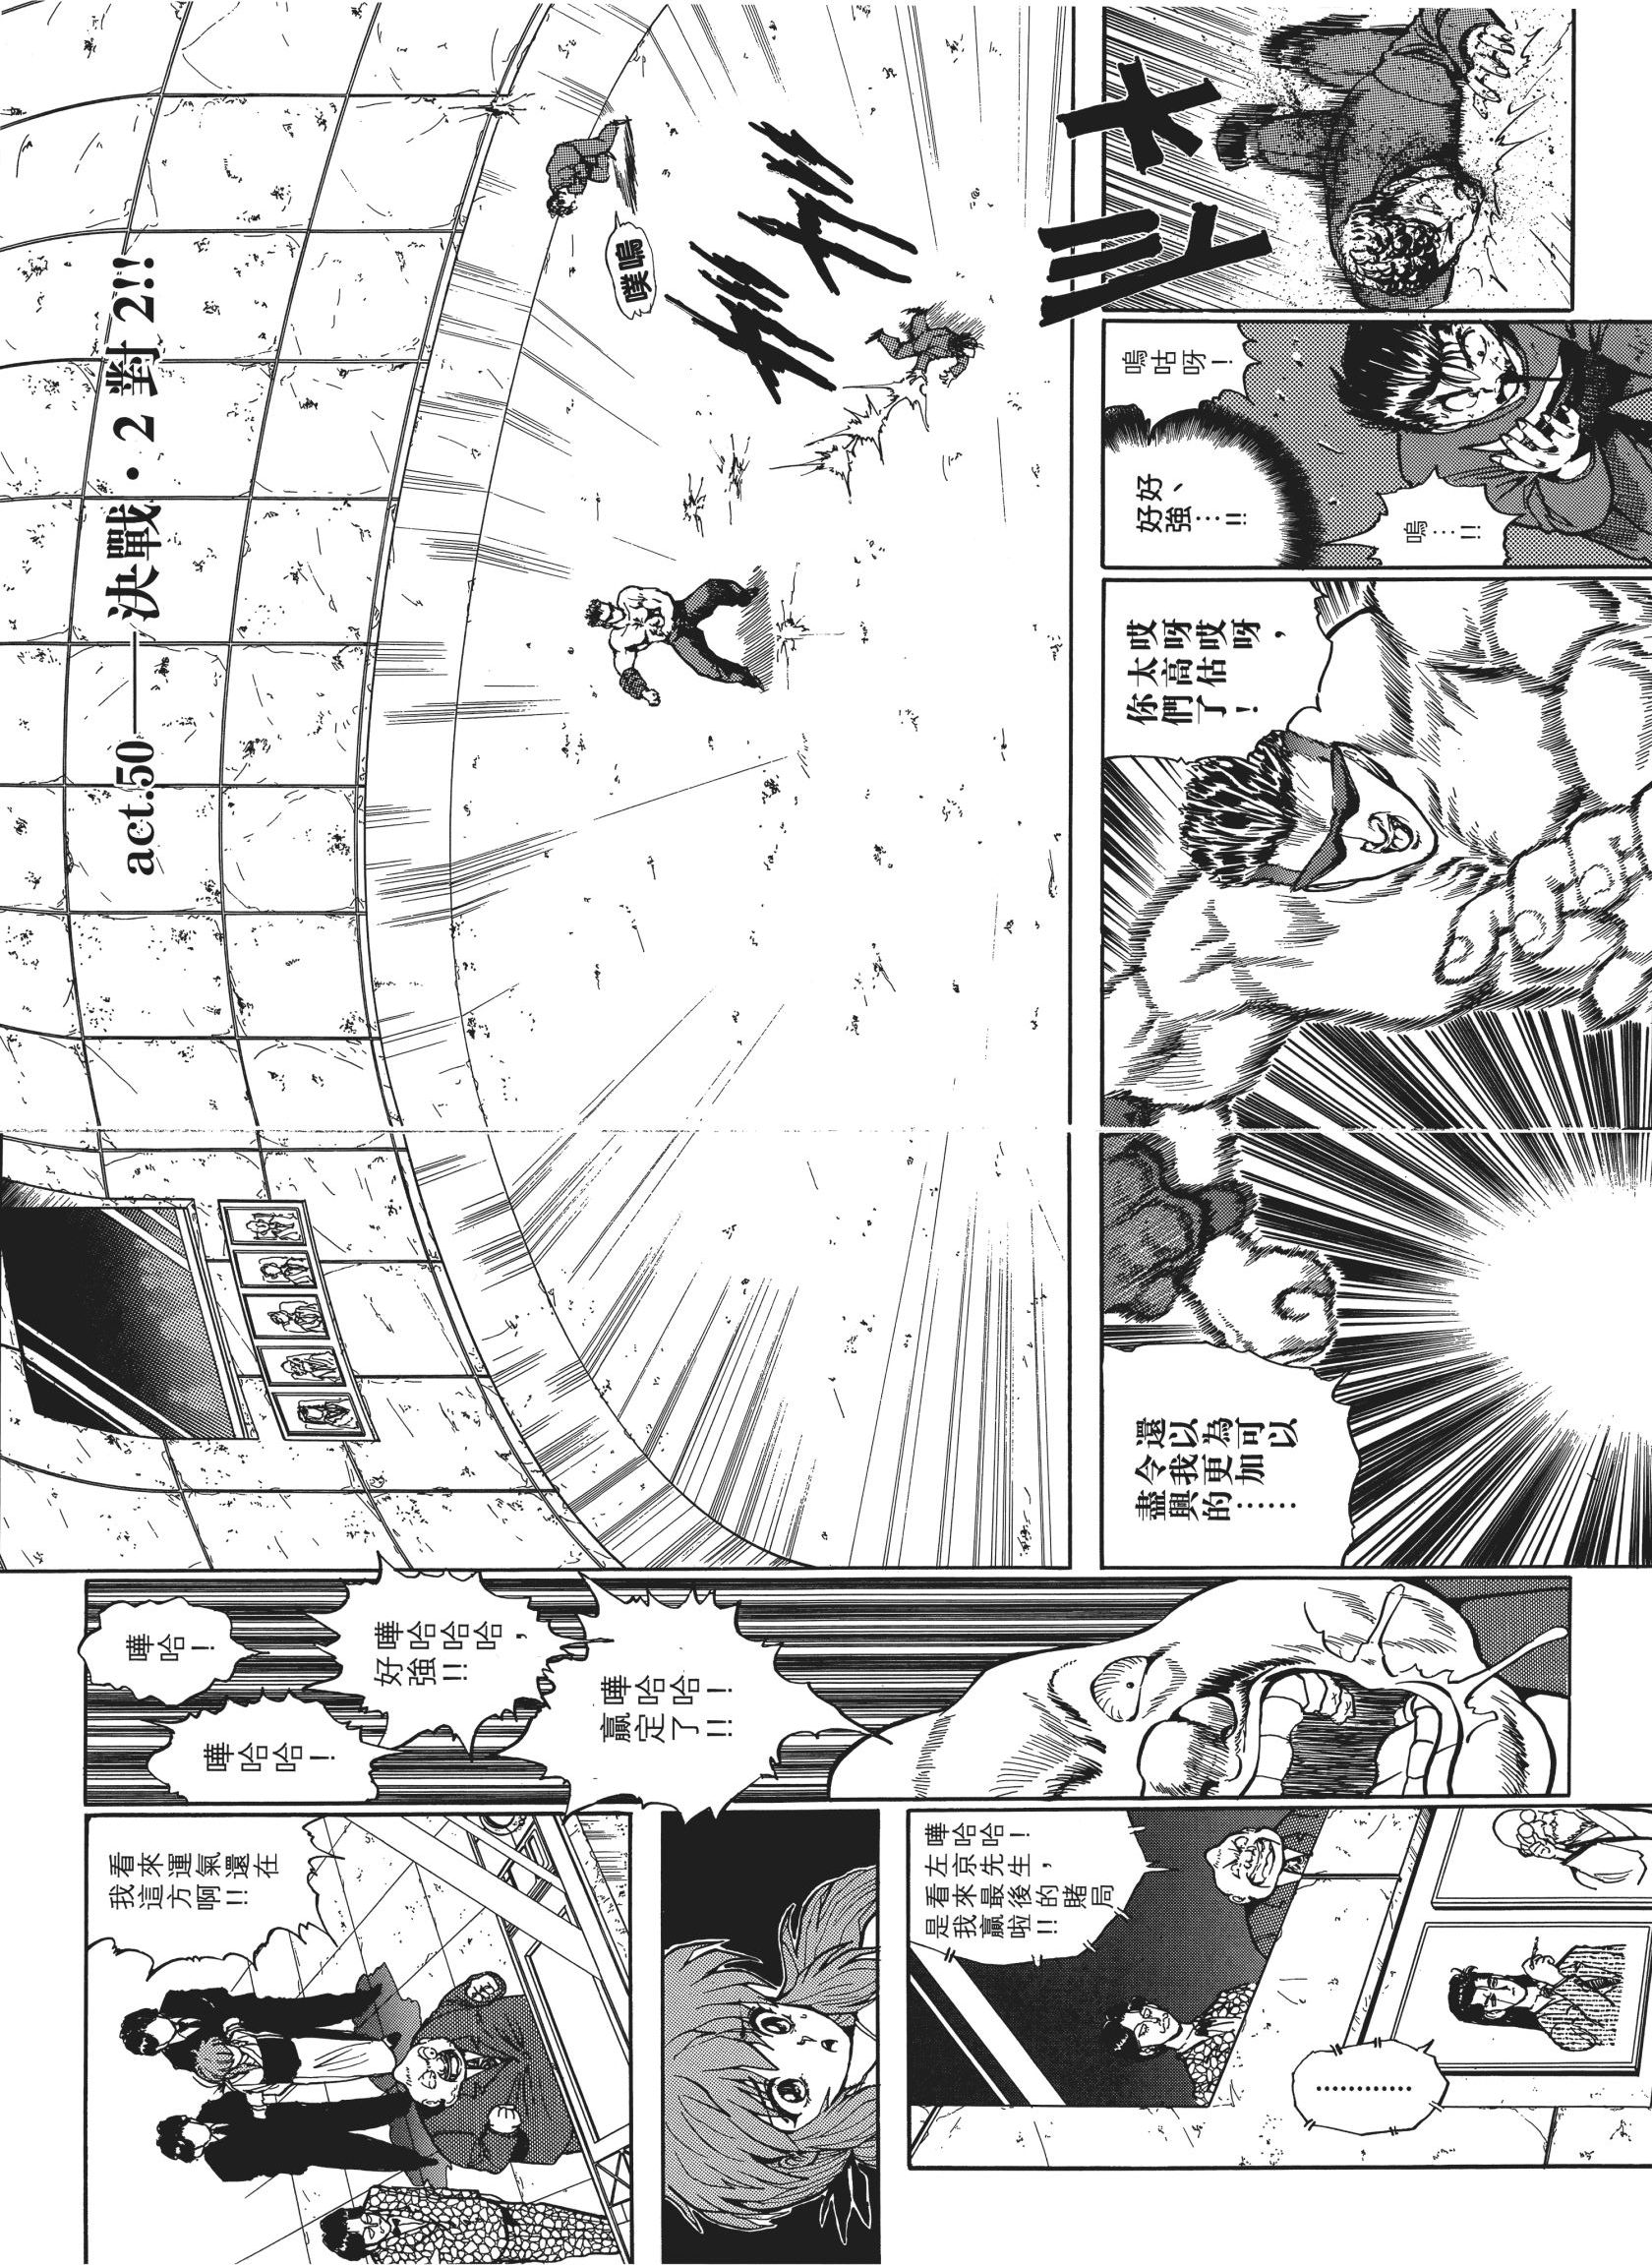 act.50——決戰・2對2!!
噗嗚
嗚咕呀！
嗚…!!
好、
好強…!!
哎呀哎呀，
太高估
你們了！
還以為可以
令我更加
盡興的……
嘩哈！
嘩哈哈哈，
好強!!
嘩哈哈！
嘩哈哈！
贏定了!!
看來運氣還在
我這方啊!!
嘩哈哈！
左京先生，
看來最後的賭局
是我贏啦!!
…………